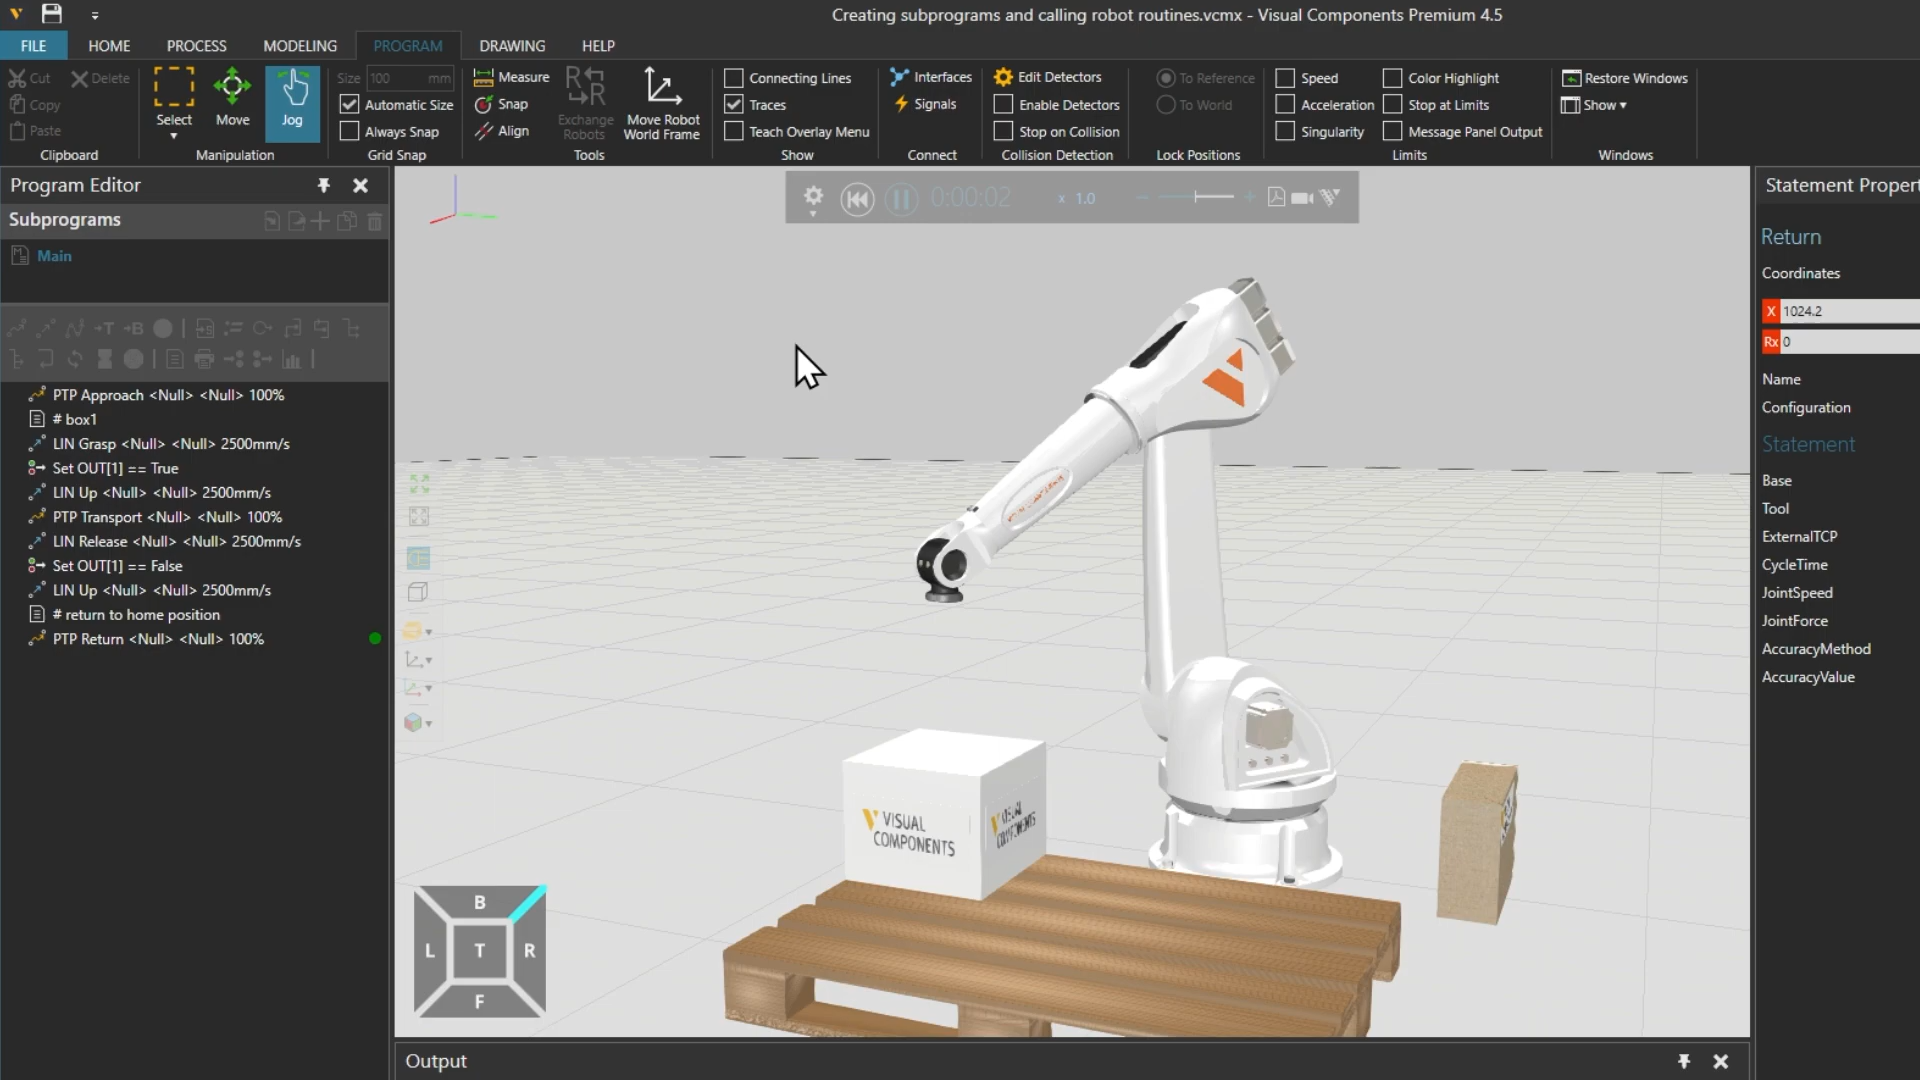 Creating subprograms and calling robot routines.vcmx - Visual Components Premium 4.5
FILE HOME PROCESS MODELING PROGRAM DRAWING HELP
Cut Delete
Copy
Paste
Clipboard
Select Move Jog
Manipulation
Size 100 mm
Automatic Size
Always Snap
Grid Snap
Measure
Snap
Align
Exchange Robots
Move Robot World Frame
Tools
Connecting Lines
Traces
Teach Overlay Menu
Show
Interfaces
Signals
Connect
Edit Detectors
Enable Detectors
Stop on Collision
Collision Detection
To Reference
To World
Lock Positions
Speed
Acceleration
Singularity
Color Highlight
Stop at Limits
Message Panel Output
Limits
Restore Windows
Show
Windows
Program Editor
Subprograms
Main
PTP Approach <Null> <Null> 100%
# box1
LIN Grasp <Null> <Null> 2500mm/s
Set OUT[1] == True
LIN Up <Null> <Null> 2500mm/s
PTP Transport <Null> <Null> 100%
LIN Release <Null> <Null> 2500mm/s
Set OUT[1] == False
LIN Up <Null> <Null> 2500mm/s
# return to home position
PTP Return <Null> <Null> 100%
0:00:02 x 1.0
VISUAL
COMPONENTS
VISUAL
COMPONENTS
B
L T R
F
Output
Statement Propert
Return
Coordinates
X 1024.2
Rx 0
Name
Configuration
Statement
Base
Tool
ExternalTCP
CycleTime
JointSpeed
JointForce
AccuracyMethod
AccuracyValue